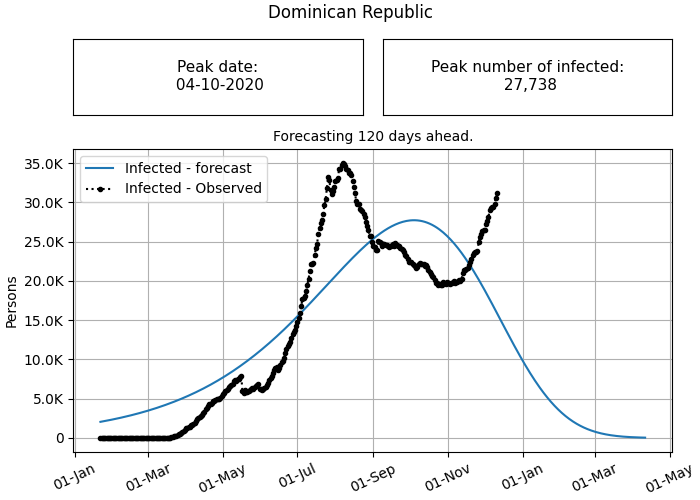 Dominican Republic
Peak date:
04-10-2020
Peak number of infected:
27,738
Forecasting 120 days ahead.
Infected - forecast
Infected - Observed
Persons
35.0K
30.0K
25.0K
20.0K
15.0K
10.0K
5.0K
0
01-Jan
01-Mar
01-May
01-Jul
01-Sep
01-Nov
01-Jan
01-Mar
01-May